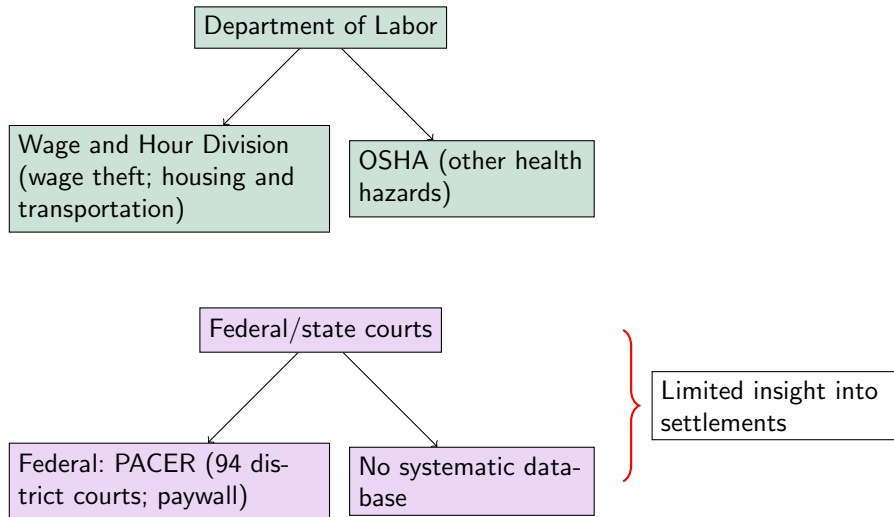 Department of Labor
Wage and Hour Division
(wage theft; housing and
transportation)
OSHA (other health
hazards)
Federal/state courts
Limited insight into
settlements
Federal: PACER (94 dis-
trict courts; paywall)
No systematic data-
base